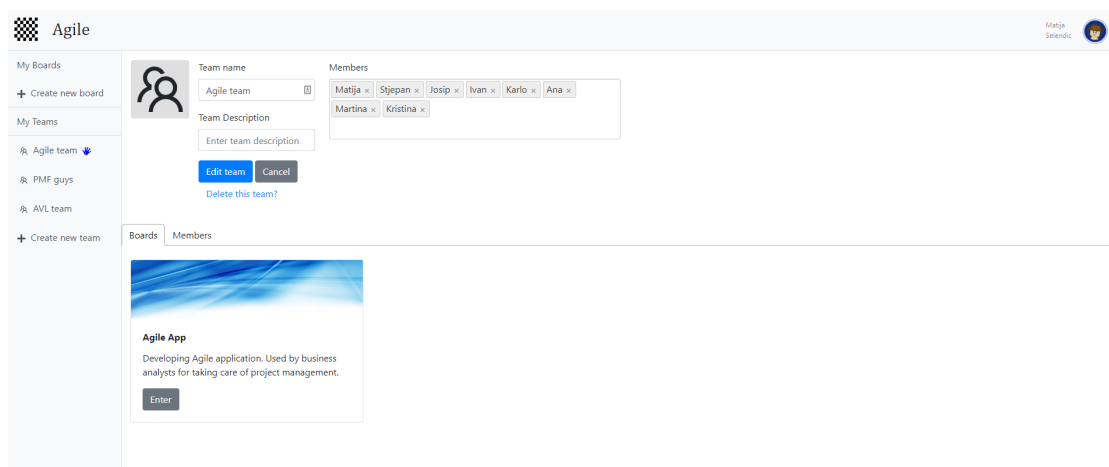 Agile
Matija
Selendic
My Boards
+ Create new board
My Teams
Agile team
PMF guys
AVL team
+ Create new team
Team name
Agile team
Team Description
Enter team description
Edit team
Cancel
Delete this team?
Members
Matija × Stjepan × Josip × Ivan × Karlo × Ana ×
Martina × Kristina ×
Boards
Members
Agile App
Developing Agile application. Used by business
analysts for taking care of project management.
Enter